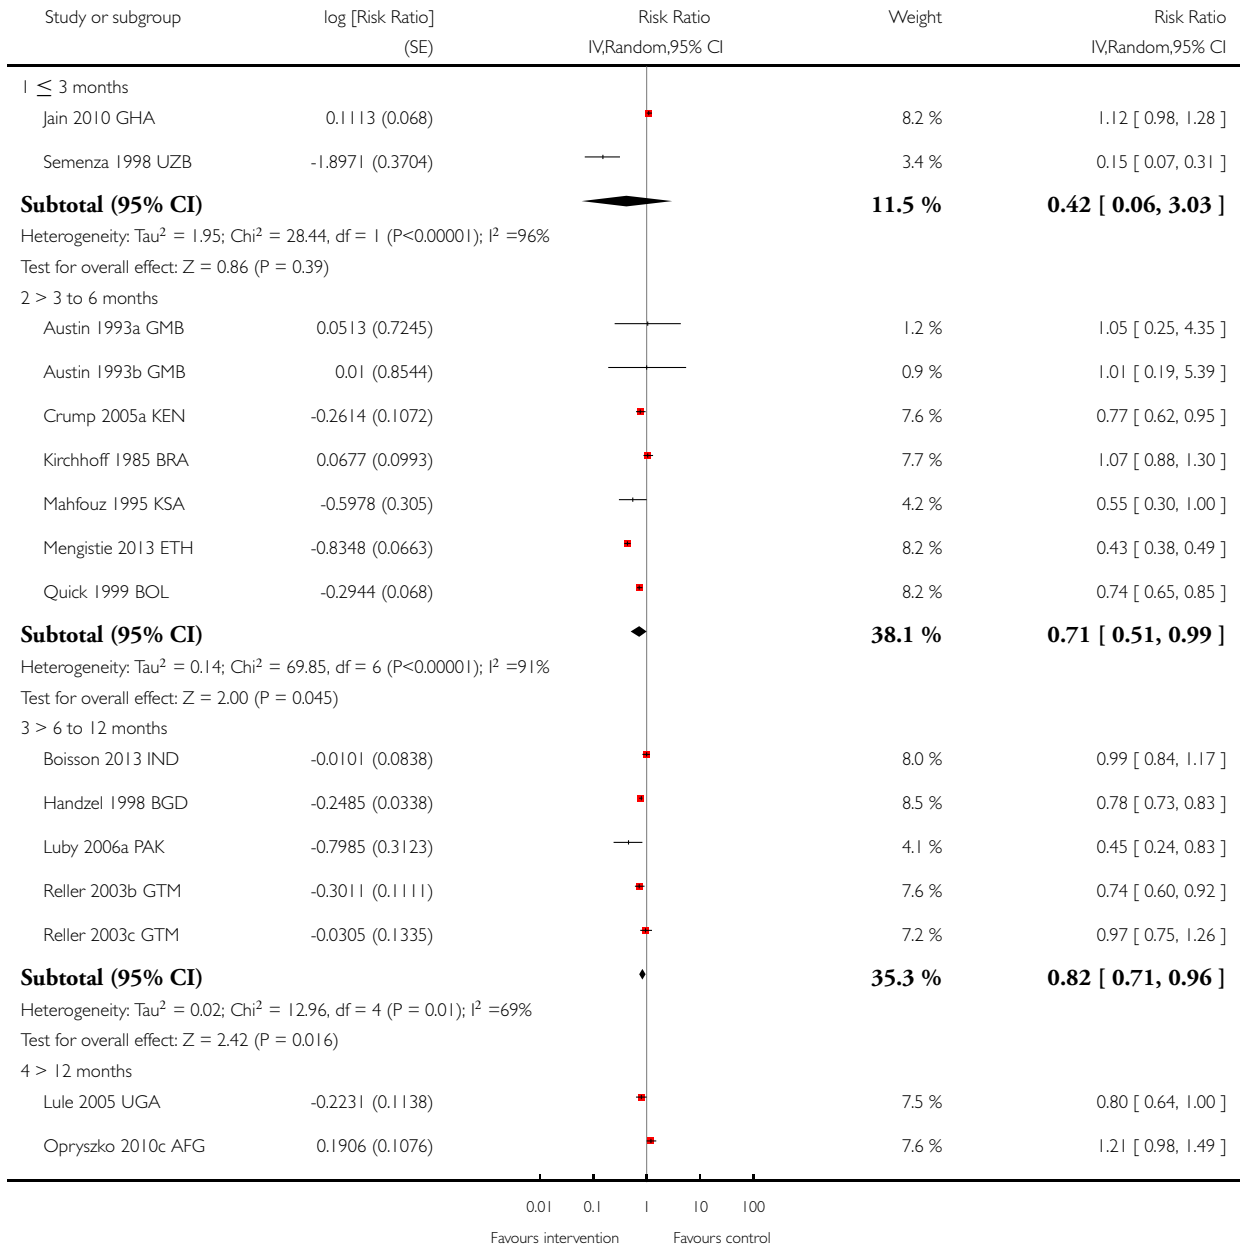 Study or subgroup log [Risk Ratio] Risk Ratio Weight Risk Ratio
(SE) IV,Random,95% CI IV,Random,95% CI
1 ≤ 3 months
Jain 2010 GHA 0.1113 (0.068) 8.2 % 1.12 [ 0.98, 1.28 ]
Semenza 1998 UZB -1.8971 (0.3704) 3.4 % 0.15 [ 0.07, 0.31 ]
Subtotal (95% CI) 11.5 % 0.42 [ 0.06, 3.03 ]
Heterogeneity: Tau² = 1.95; Chi² = 28.44, df = 1 (P<0.00001); I² =96%
Test for overall effect: Z = 0.86 (P = 0.39)
2 > 3 to 6 months
Austin 1993a GMB 0.0513 (0.7245) 1.2 % 1.05 [ 0.25, 4.35 ]
Austin 1993b GMB 0.01 (0.8544) 0.9 % 1.01 [ 0.19, 5.39 ]
Crump 2005a KEN -0.2614 (0.1072) 7.6 % 0.77 [ 0.62, 0.95 ]
Kirchhoff 1985 BRA 0.0677 (0.0993) 7.7 % 1.07 [ 0.88, 1.30 ]
Mahfouz 1995 KSA -0.5978 (0.305) 4.2 % 0.55 [ 0.30, 1.00 ]
Mengistie 2013 ETH -0.8348 (0.0663) 8.2 % 0.43 [ 0.38, 0.49 ]
Quick 1999 BOL -0.2944 (0.068) 8.2 % 0.74 [ 0.65, 0.85 ]
Subtotal (95% CI) 38.1 % 0.71 [ 0.51, 0.99 ]
Heterogeneity: Tau² = 0.14; Chi² = 69.85, df = 6 (P<0.00001); I² =91%
Test for overall effect: Z = 2.00 (P = 0.045)
3 > 6 to 12 months
Boisson 2013 IND -0.0101 (0.0838) 8.0 % 0.99 [ 0.84, 1.17 ]
Handzel 1998 BGD -0.2485 (0.0338) 8.5 % 0.78 [ 0.73, 0.83 ]
Luby 2006a PAK -0.7985 (0.3123) 4.1 % 0.45 [ 0.24, 0.83 ]
Reller 2003b GTM -0.3011 (0.1111) 7.6 % 0.74 [ 0.60, 0.92 ]
Reller 2003c GTM -0.0305 (0.1335) 7.2 % 0.97 [ 0.75, 1.26 ]
Subtotal (95% CI) 35.3 % 0.82 [ 0.71, 0.96 ]
Heterogeneity: Tau² = 0.02; Chi² = 12.96, df = 4 (P = 0.01); I² =69%
Test for overall effect: Z = 2.42 (P = 0.016)
4 > 12 months
Lule 2005 UGA -0.2231 (0.1138) 7.5 % 0.80 [ 0.64, 1.00 ]
Opryszko 2010c AFG 0.1906 (0.1076) 7.6 % 1.21 [ 0.98, 1.49 ]
0.01 0.1 1 10 100
Favours intervention Favours control